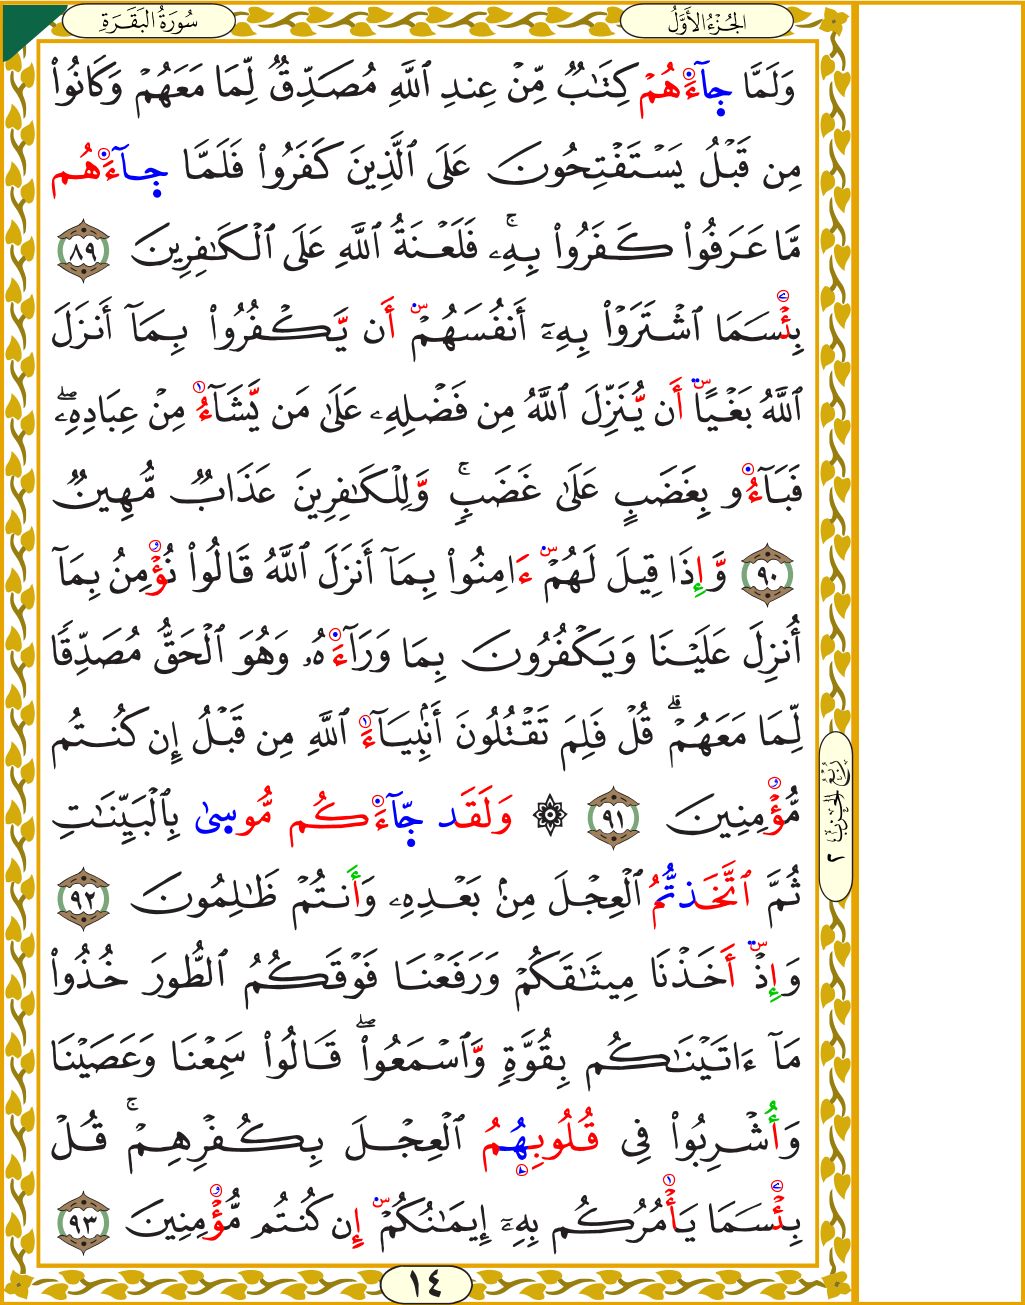 سُورَةُ البَقَرَةِ
الجُزْءُ الأَوَّلُ
وَلَمَّا جَآءَهُمْ كِتَٰبٌ مِّنْ عِندِ ٱللَّهِ مُصَدِّقٌ لِّمَا مَعَهُمْ وَكَانُوا۟
مِن قَبْلُ يَسْتَفْتِحُونَ عَلَى ٱلَّذِينَ كَفَرُوا۟ فَلَمَّا جَآءَهُم
مَّا عَرَفُوا۟ كَفَرُوا۟ بِهِۦۚ فَلَعْنَةُ ٱللَّهِ عَلَى ٱلْكَٰفِرِينَ ٨٩
بِئْسَمَا ٱشْتَرَوْا۟ بِهِۦٓ أَنفُسَهُمْ أَن يَّكْفُرُوا۟ بِمَآ أَنزَلَ
ٱللَّهُ بَغْيًا أَن يُّنَزِّلَ ٱللَّهُ مِن فَضْلِهِۦ عَلَىٰ مَن يَّشَآءُ مِنْ عِبَادِهِۦۖ
فَبَآءُو بِغَضَبٍ عَلَىٰ غَضَبٍۚ وَّلِلْكَٰفِرِينَ عَذَابٌ مُّهِينٌ
٩٠ وَّإِذَا قِيلَ لَهُمْ ءَامِنُوا۟ بِمَآ أَنزَلَ ٱللَّهُ قَالُوا۟ نُؤْمِنُ بِمَآ
أُنزِلَ عَلَيْنَا وَيَكْفُرُونَ بِمَا وَرَآءَهُۥ وَهُوَ ٱلْحَقُّ مُصَدِّقًا
لِّمَا مَعَهُمْۗ قُلْ فَلِمَ تَقْتُلُونَ أَنۢبِيَآءَ ٱللَّهِ مِن قَبْلُ إِن كُنتُم
مُّؤْمِنِينَ ٩١ ۞ وَلَقَد جَّآءَكُم مُّوسىٰ بِٱلْبَيِّنَٰتِ
ثُمَّ ٱتَّخَذتُّمُ ٱلْعِجْلَ مِنۢ بَعْدِهِۦ وَأَنتُمْ ظَٰلِمُونَ ٩٢
وَإِذْ أَخَذْنَا مِيثَٰقَكُمْ وَرَفَعْنَا فَوْقَكُمُ ٱلطُّورَ خُذُوا۟
مَآ ءَاتَيْنَٰكُم بِقُوَّةٍ وَّٱسْمَعُوا۟ۖ قَالُوا۟ سَمِعْنَا وَعَصَيْنَا
وَأُشْرِبُوا۟ فِى قُلُوبِهُمُ ٱلْعِجْلَ بِكُفْرِهِمْۚ قُلْ
بِئْسَمَا يَأْمُرُكُم بِهِۦٓ إِيمَٰنُكُمْ إِن كُنتُم مُّؤْمِنِينَ ٩٣
رُبْعُ الحِزْبِ ٢
١٤